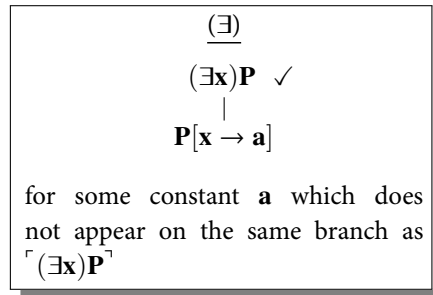 (∃)
(∃x)P ✓
|
P[x → a]
for some constant a which does
not appear on the same branch as
⌜(∃x)P⌝